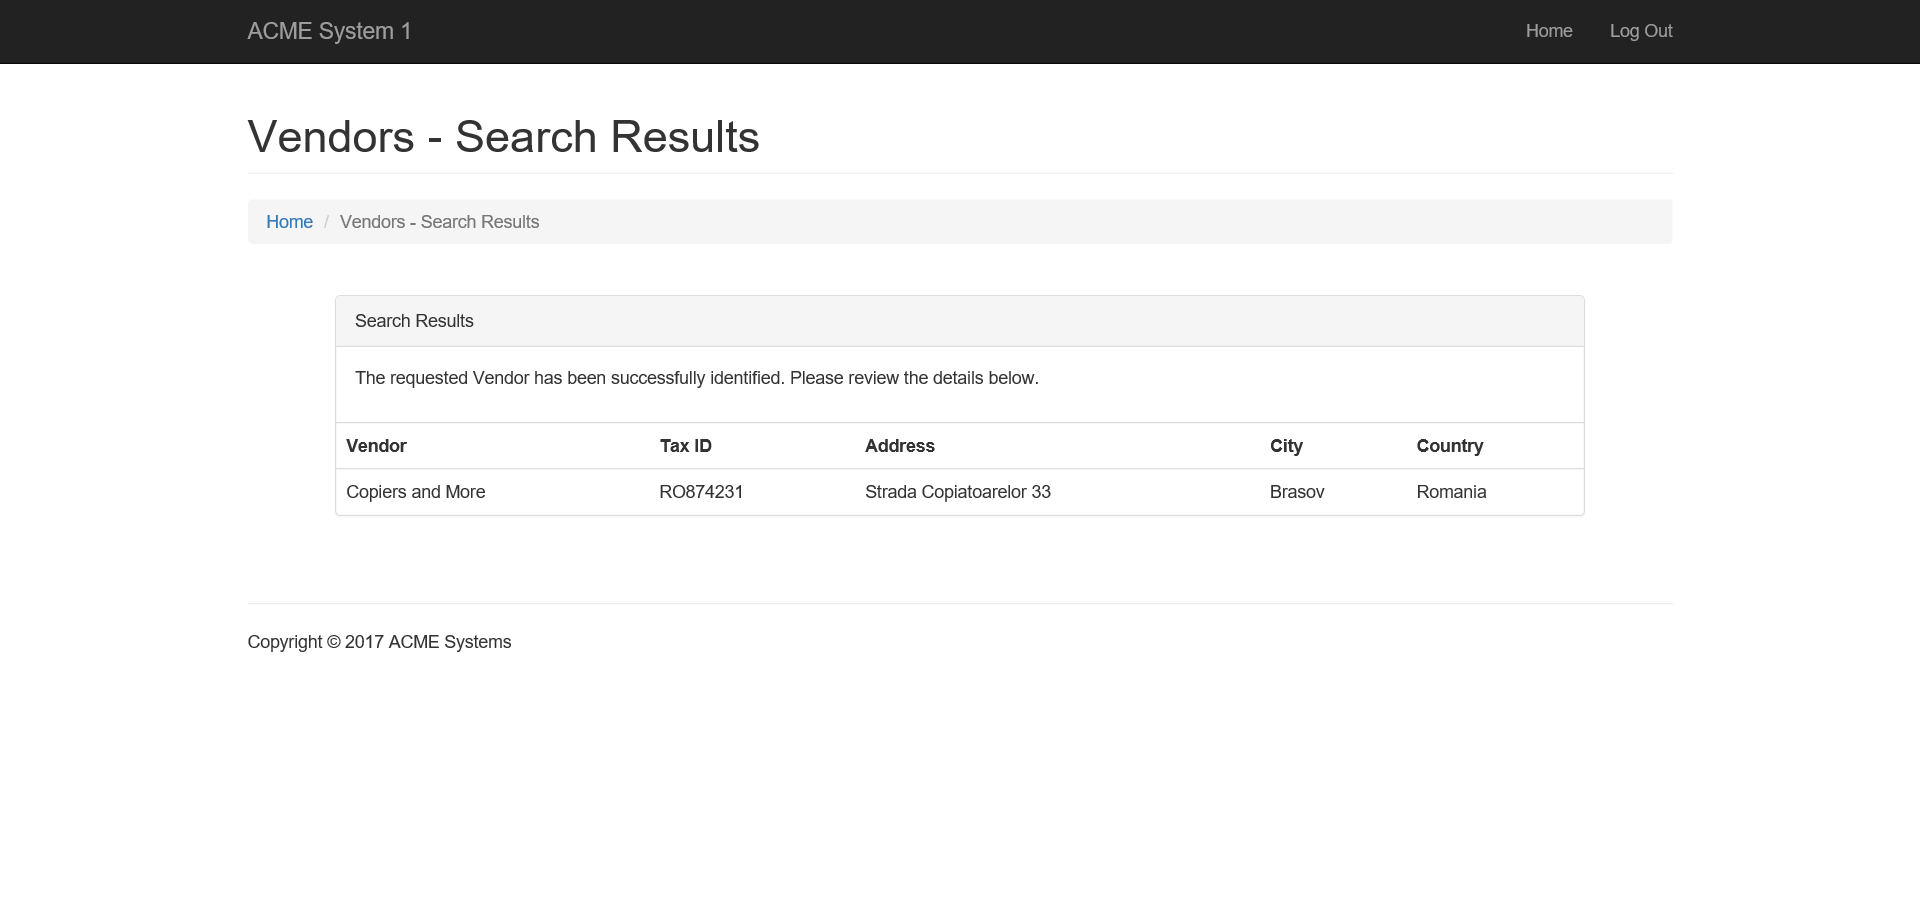 ACME System 1 Home Log Out
Vendors - Search Results
Home / Vendors - Search Results
Search Results
The requested Vendor has been successfully identified. Please review the details below.
Vendor Tax ID Address City Country
Copiers and More RO874231 Strada Copiatoarelor 33 Brasov Romania
Copyright © 2017 ACME Systems